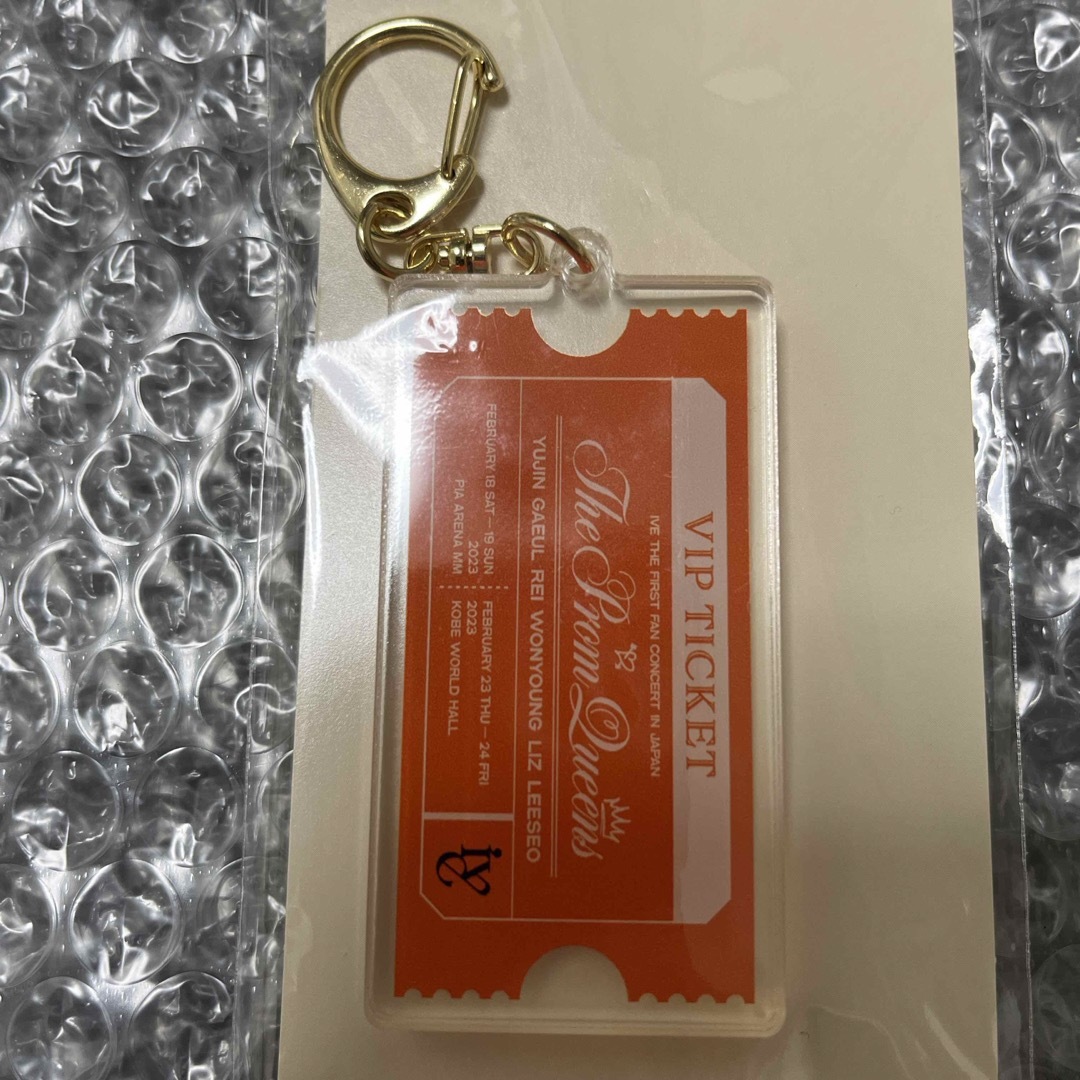 VIP TICKET
IVE THE FIRST FAN CONCERT IN JAPAN
The Prom Queens
YUJIN GAEUL REI WONYOUNG LIZ LEESEO
FEBRUARY 18 SAT — 19 SUN
2023
PIA ARENA MM
FEBRUARY 23 THU — 24 FRI
2023
KOBE WORLD HALL